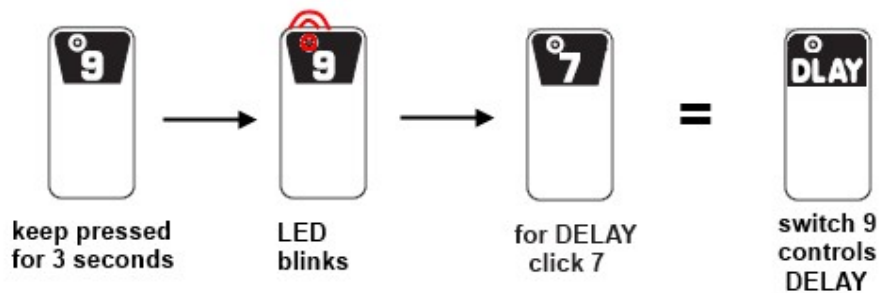 9
9
7
=
DLAY
keep pressed
for 3 seconds
LED
blinks
for DELAY
click 7
switch 9
controls
DELAY